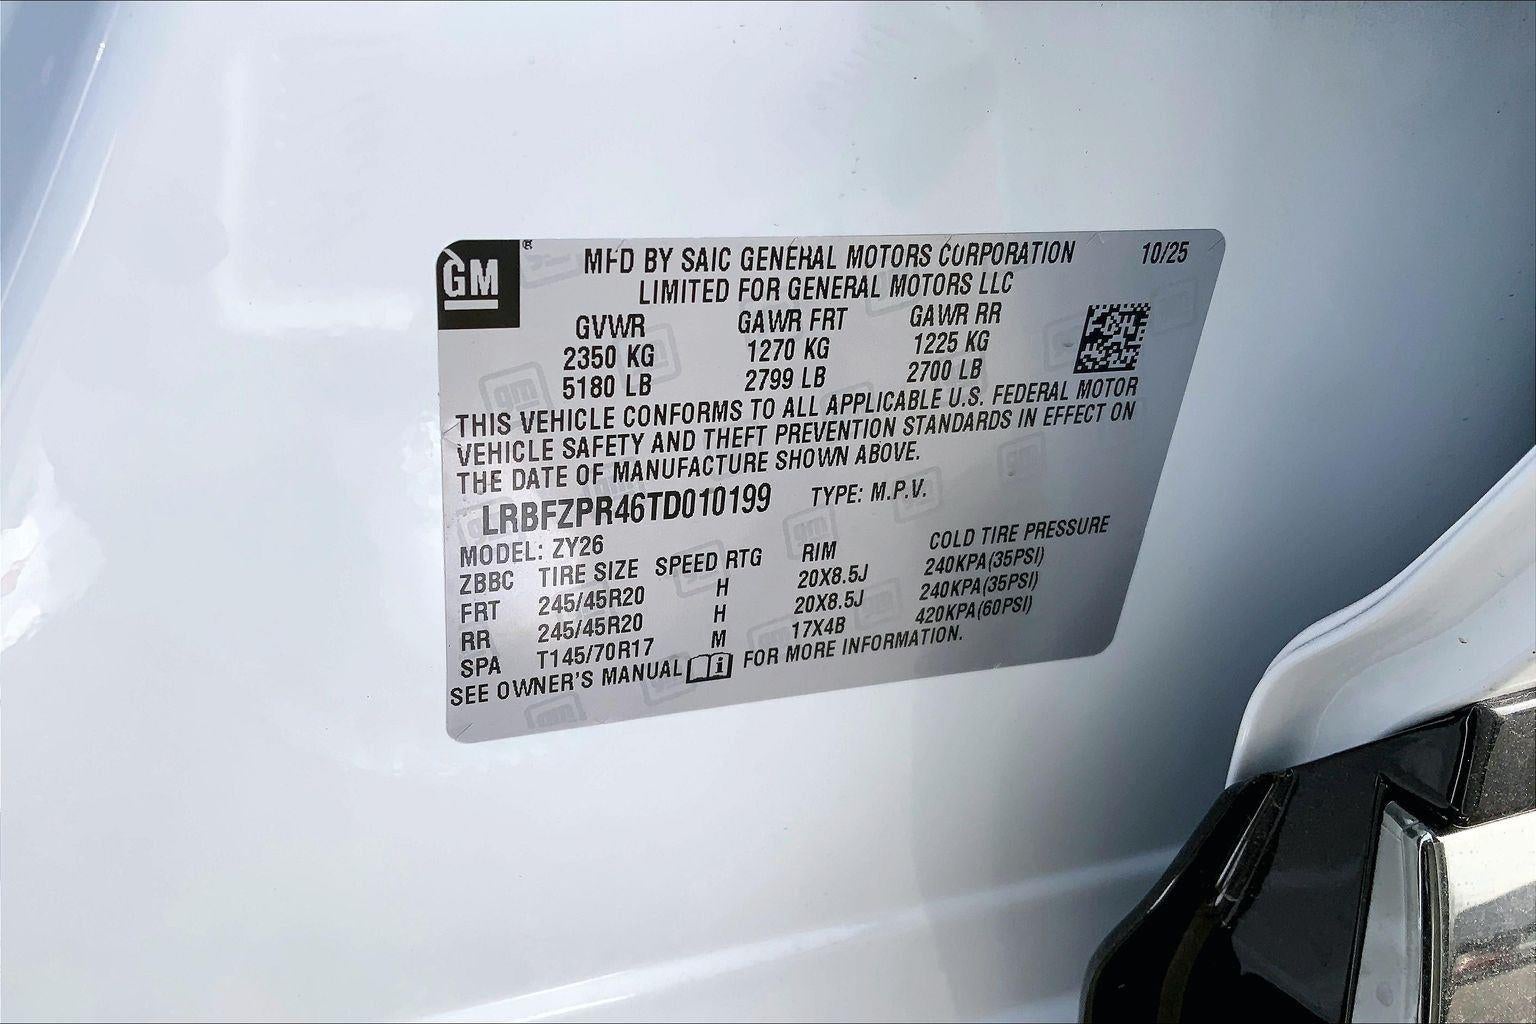 GM ®
MFD BY SAIC GENERAL MOTORS CORPORATION 10/25
LIMITED FOR GENERAL MOTORS LLC
GVWR GAWR FRT GAWR RR
2350 KG 1270 KG 1225 KG
5180 LB 2799 LB 2700 LB
THIS VEHICLE CONFORMS TO ALL APPLICABLE U.S. FEDERAL MOTOR
VEHICLE SAFETY AND THEFT PREVENTION STANDARDS IN EFFECT ON
THE DATE OF MANUFACTURE SHOWN ABOVE.
LRBFZPR46TD010199 TYPE: M.P.V.
MODEL: ZY26
ZBBC TIRE SIZE SPEED RTG RIM COLD TIRE PRESSURE
FRT 245/45R20 H 20X8.5J 240KPA(35PSI)
RR 245/45R20 H 20X8.5J 240KPA(35PSI)
SPA T145/70R17 M 17X4B 420KPA(60PSI)
SEE OWNER'S MANUAL FOR MORE INFORMATION.